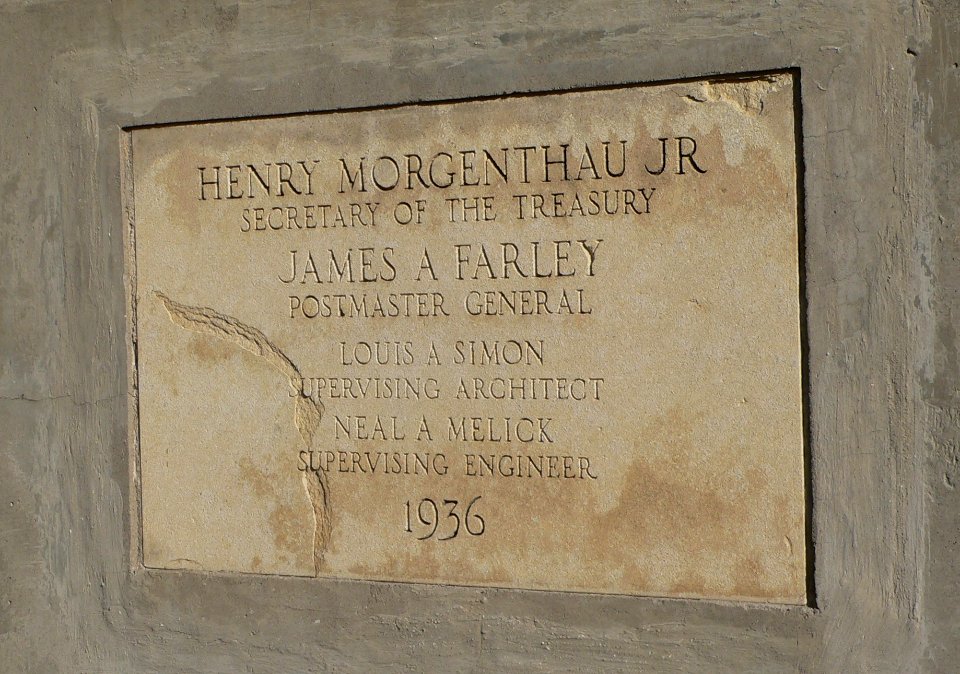 HENRY MORGENTHAU JR
SECRETARY OF THE TREASURY
JAMES A FARLEY
POSTMASTER GENERAL
LOUIS A SIMON
SUPERVISING ARCHITECT
NEAL A MELICK
SUPERVISING ENGINEER
1936